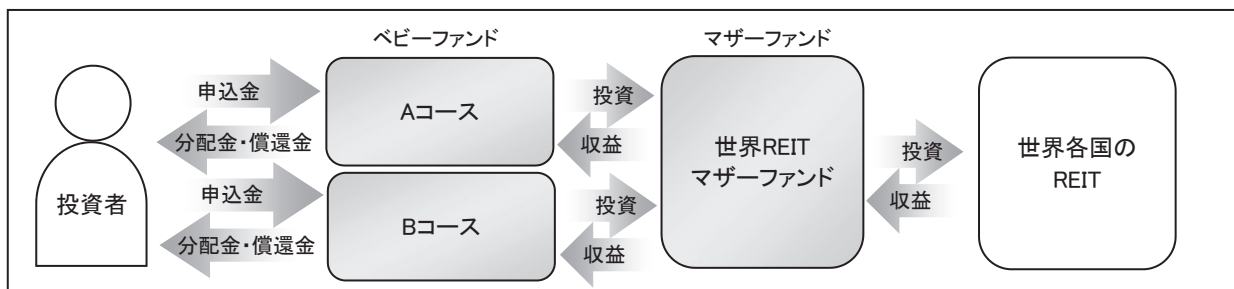 ベビーファンド
マザーファンド
投資者
申込金
分配金・償還金
申込金
分配金・償還金
Aコース
Bコース
投資
収益
投資
収益
世界REIT
マザーファンド
投資
収益
世界各国の
REIT